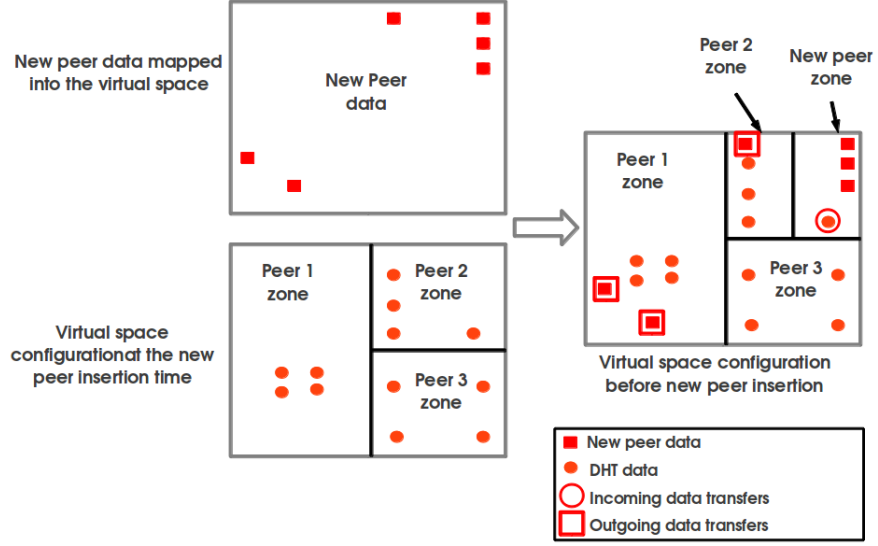 New peer data mapped
into the virtual space
New Peer
data
Peer 2
zone
New peer
zone
Peer 1
zone
Peer 3
zone
Virtual space configuration
before new peer insertion
Virtual space
configurationat the new
peer insertion time
Peer 1
zone
Peer 2
zone
Peer 3
zone
New peer data
DHT data
Incoming data transfers
Outgoing data transfers